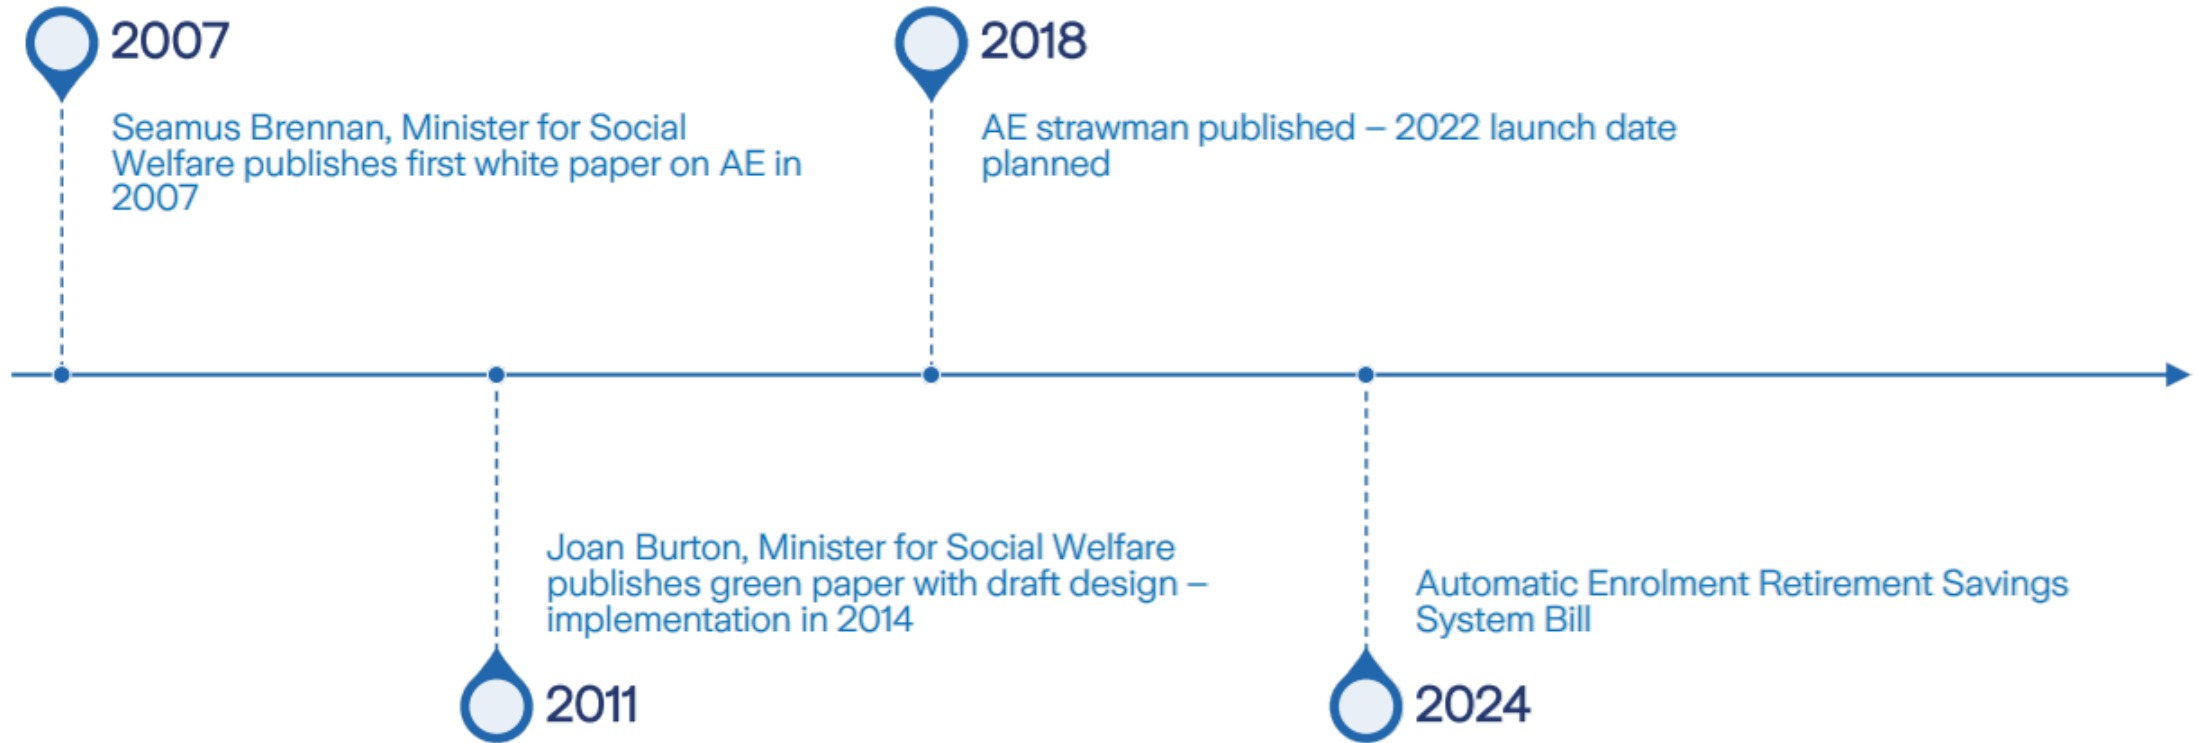 2007
Seamus Brennan, Minister for Social
Welfare publishes first white paper on AE in
2007
2011
Joan Burton, Minister for Social Welfare
publishes green paper with draft design –
implementation in 2014
2018
AE strawman published – 2022 launch date
planned
2024
Automatic Enrolment Retirement Savings
System Bill